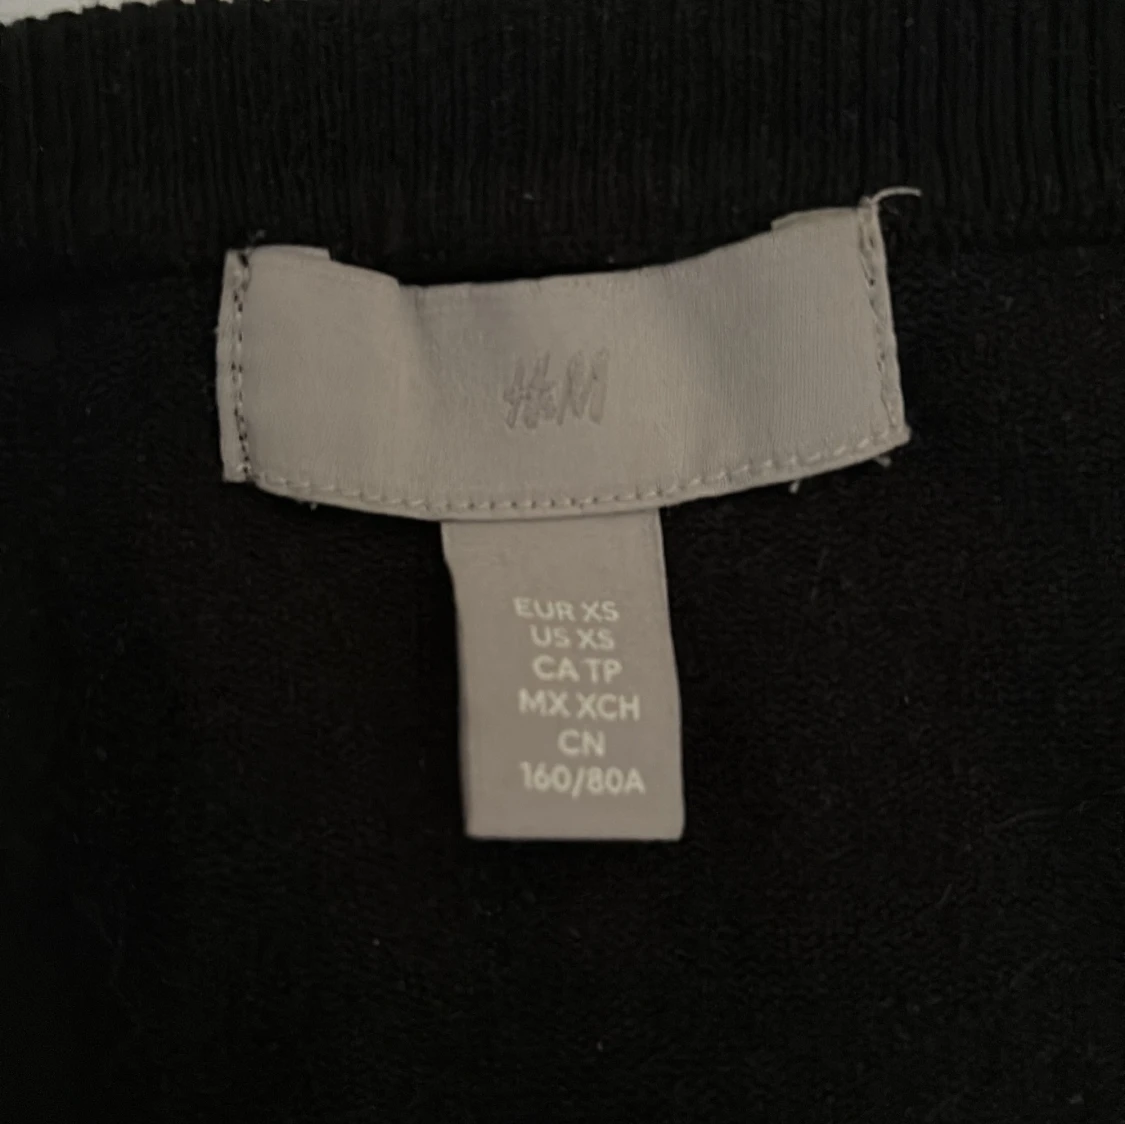 H&M
EUR XS
US XS
CA TP
MX XCH
CN
160/80A